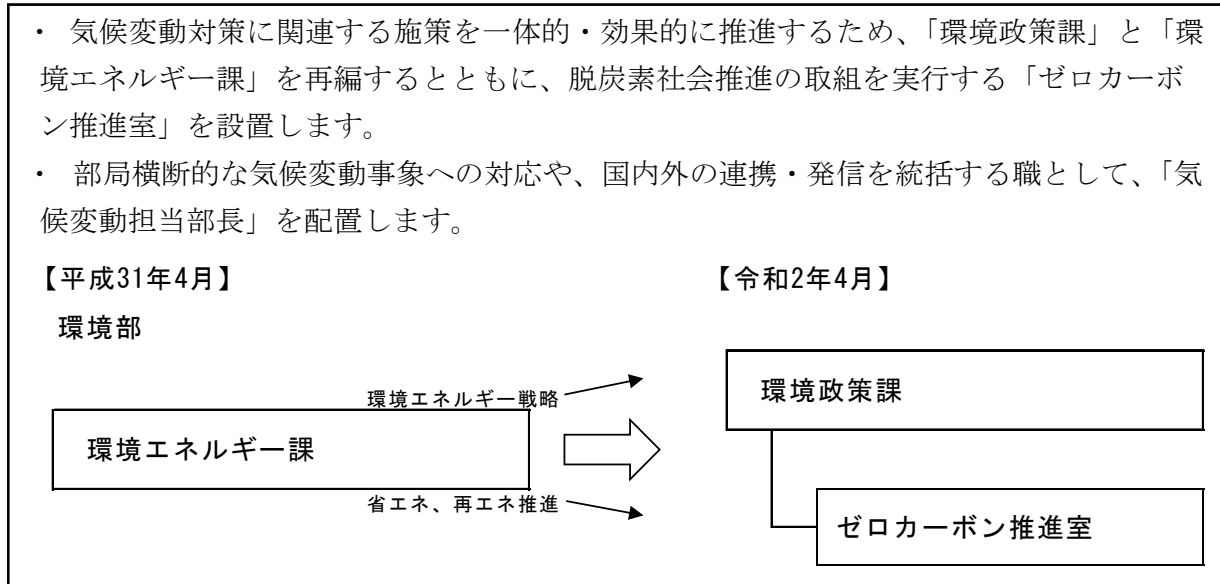 ・ 気候変動対策に関連する施策を一体的・効果的に推進するため、「環境政策課」と「環
境エネルギー課」を再編するとともに、脱炭素社会推進の取組を実行する「ゼロカーボ
ン推進室」を設置します。
・ 部局横断的な気候変動事象への対応や、国内外の連携・発信を統括する職として、「気
候変動担当部長」を配置します。
【平成31年4月】
【令和2年4月】
環境部
環境エネルギー戦略
環境政策課
環境エネルギー課
省エネ、再エネ推進
ゼロカーボン推進室